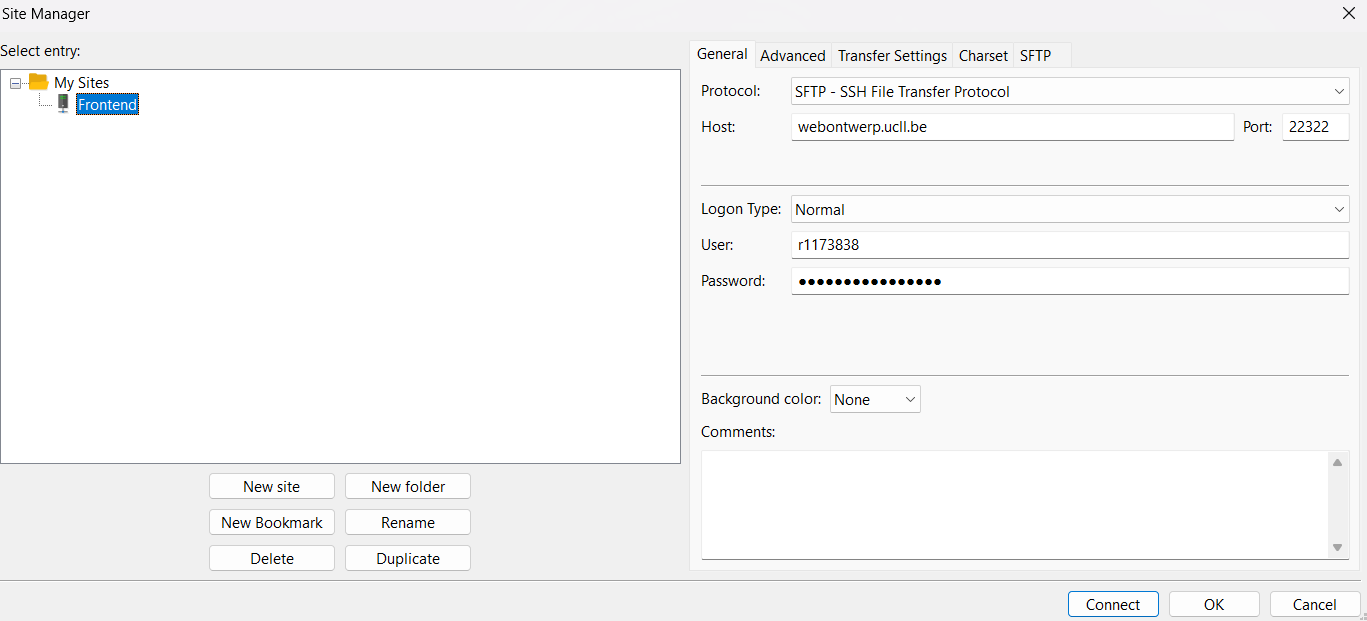 Site Manager
Select entry:
My Sites
Frontend
New site
New folder
New Bookmark
Rename
Delete
Duplicate
General
Advanced
Transfer Settings
Charset
SFTP
Protocol:
SFTP - SSH File Transfer Protocol
Host:
webontwerp.ucll.be
Port:
22322
Logon Type:
Normal
User:
r1173838
Password:
●●●●●●●●●●●●●●●●
Background color:
None
Comments:
Connect
OK
Cancel